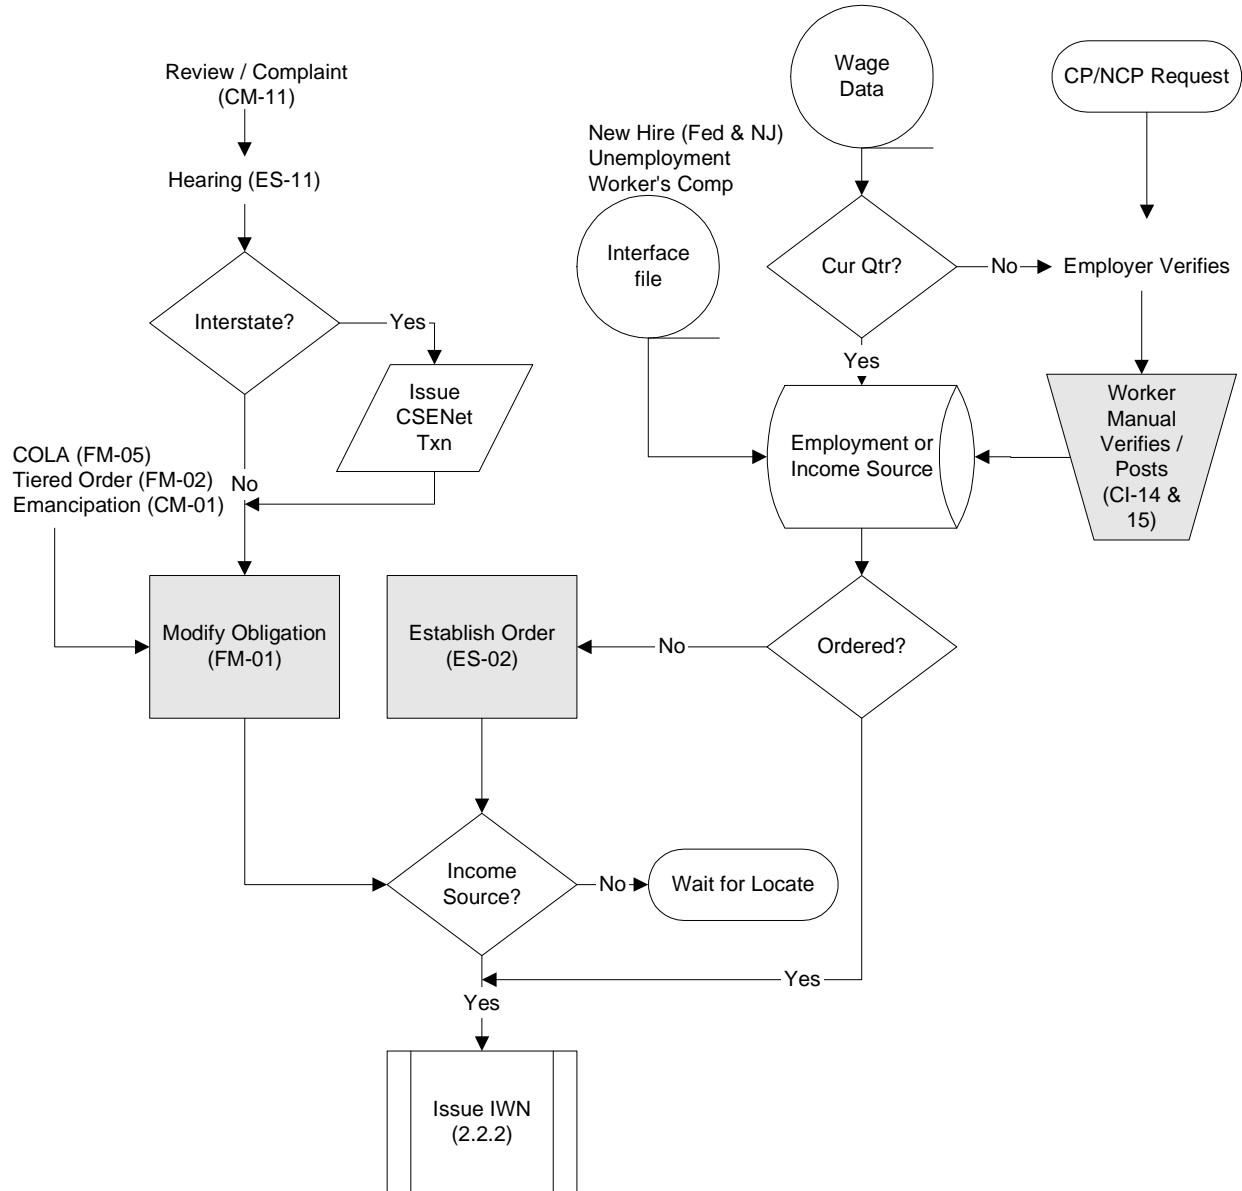 Review / Complaint
(CM-11)
Wage
Data
CP/NCP Request
New Hire (Fed & NJ)
Unemployment
Worker's Comp
Hearing (ES-11)
Interface
file
Cur Qtr?
No
Employer Verifies
Interstate?
Yes
Yes
Issue
CSENet
Txn
Worker
Manual
Verifies /
Posts
(CI-14 &
15)
Employment or
Income Source
COLA (FM-05)
Tiered Order (FM-02)
Emancipation (CM-01)
No
Modify Obligation
(FM-01)
Establish Order
(ES-02)
No
Ordered?
Income
Source?
No
Wait for Locate
Yes
Yes
Issue IWN
(2.2.2)